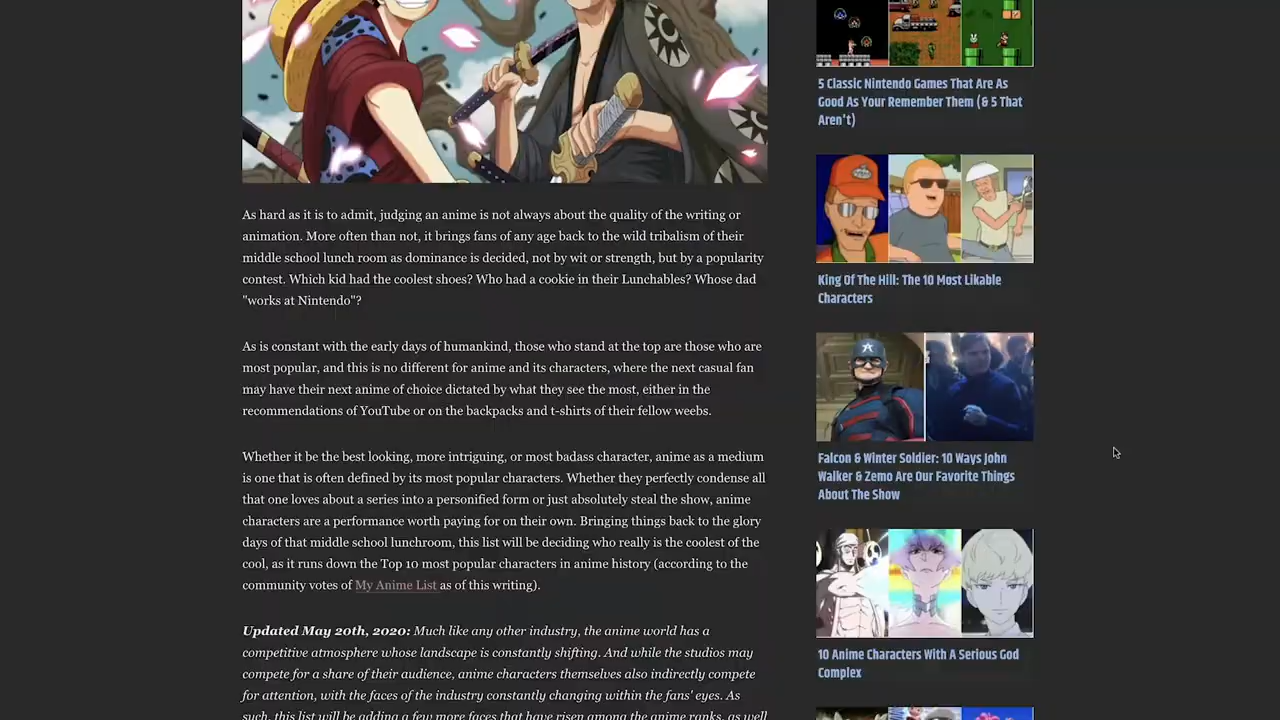 As hard as it is to admit, judging an anime is not always about the quality of the writing or
animation. More often than not, it brings fans of any age back to the wild tribalism of their
middle school lunch room as dominance is decided, not by wit or strength, but by a popularity
contest. Which kid had the coolest shoes? Who had a cookie in their Lunchables? Whose dad
"works at Nintendo"?
As is constant with the early days of humankind, those who stand at the top are those who are
most popular, and this is no different for anime and its characters, where the next casual fan
may have their next anime of choice dictated by what they see the most, either in the
recommendations of YouTube or on the backpacks and t-shirts of their fellow weebs.
Whether it be the best looking, more intriguing, or most badass character, anime as a medium
is one that is often defined by its most popular characters. Whether they perfectly condense all
that one loves about a series into a personified form or just absolutely steal the show, anime
characters are a performance worth paying for on their own. Bringing things back to the glory
days of that middle school lunchroom, this list will be deciding who really is the coolest of the
cool, as it runs down the Top 10 most popular characters in anime history (according to the
community votes of My Anime List as of this writing).
Updated May 20th, 2020: Much like any other industry, the anime world has a
competitive atmosphere whose landscape is constantly shifting. And while the studios may
compete for a share of their audience, anime characters themselves also indirectly compete
for attention, with the faces of the industry constantly changing within the fans' eyes. As
such, this list will be adding a few more faces that have risen among the anime ranks, as well
5 Classic Nintendo Games That Are As
Good As Your Remember Them (& 5 That
Aren't)
King Of The Hill: The 10 Most Likable
Characters
Falcon & Winter Soldier: 10 Ways John
Walker & Zemo Are Our Favorite Things
About The Show
10 Anime Characters With A Serious God
Complex